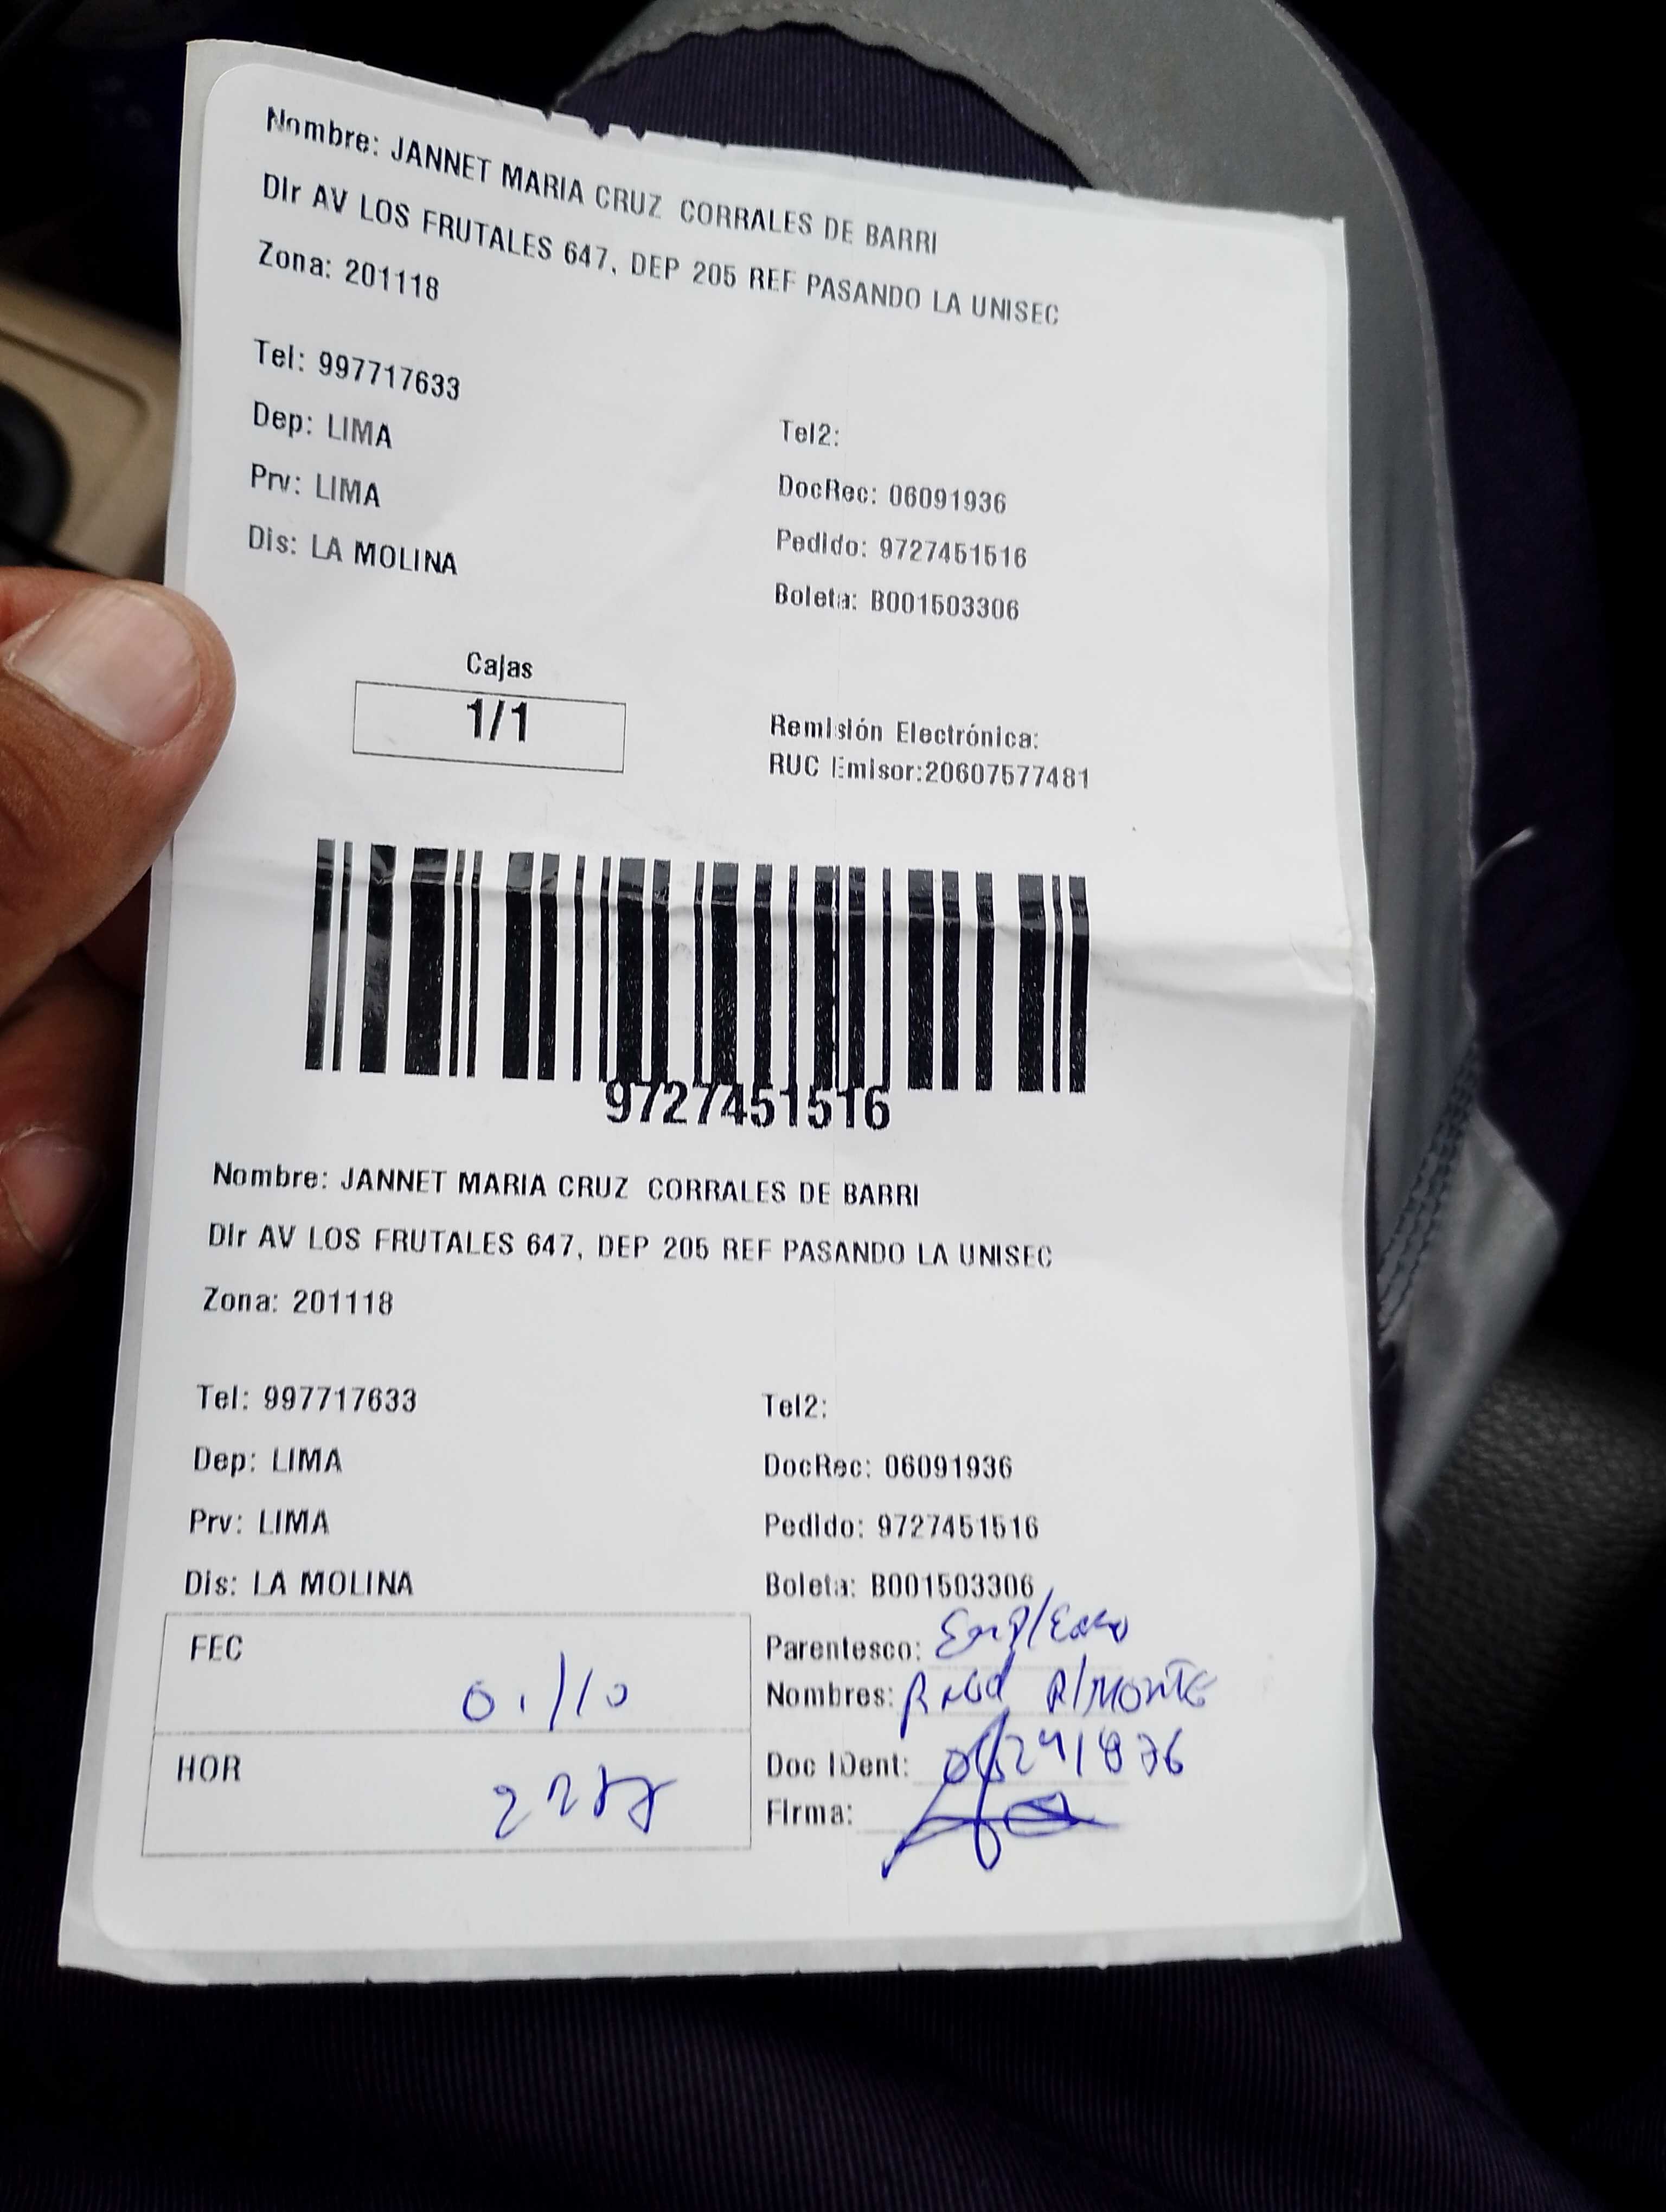 Nombre: JANNET MARIA CRUZ CORRALES DE BARRI
Dir AV LOS FRUTALES 647, DEP 205 REF PASANDO LA UNISEC
Zona: 201118
Tel: 997717633
Tel2:
Dep: LIMA
DocRec: 06091936
Prv: LIMA
Pedido: 9727451516
Dis: LA MOLINA
Boleta: B001503306
Cajas
1/1
Remisión Electrónica:
RUC Emisor:20607577481
9727451516
Nombre: JANNET MARIA CRUZ CORRALES DE BARRI
Dir AV LOS FRUTALES 647, DEP 205 REF PASANDO LA UNISEC
Zona: 201118
Tel: 997717633
Tel2:
Dep: LIMA
DocRec: 06091936
Prv: LIMA
Pedido: 9727451516
Dis: LA MOLINA
Boleta: B001503306
FEC 01/10
HOR
Parentesco: Empleado
Nombres:
Doc IDent:
Firma: